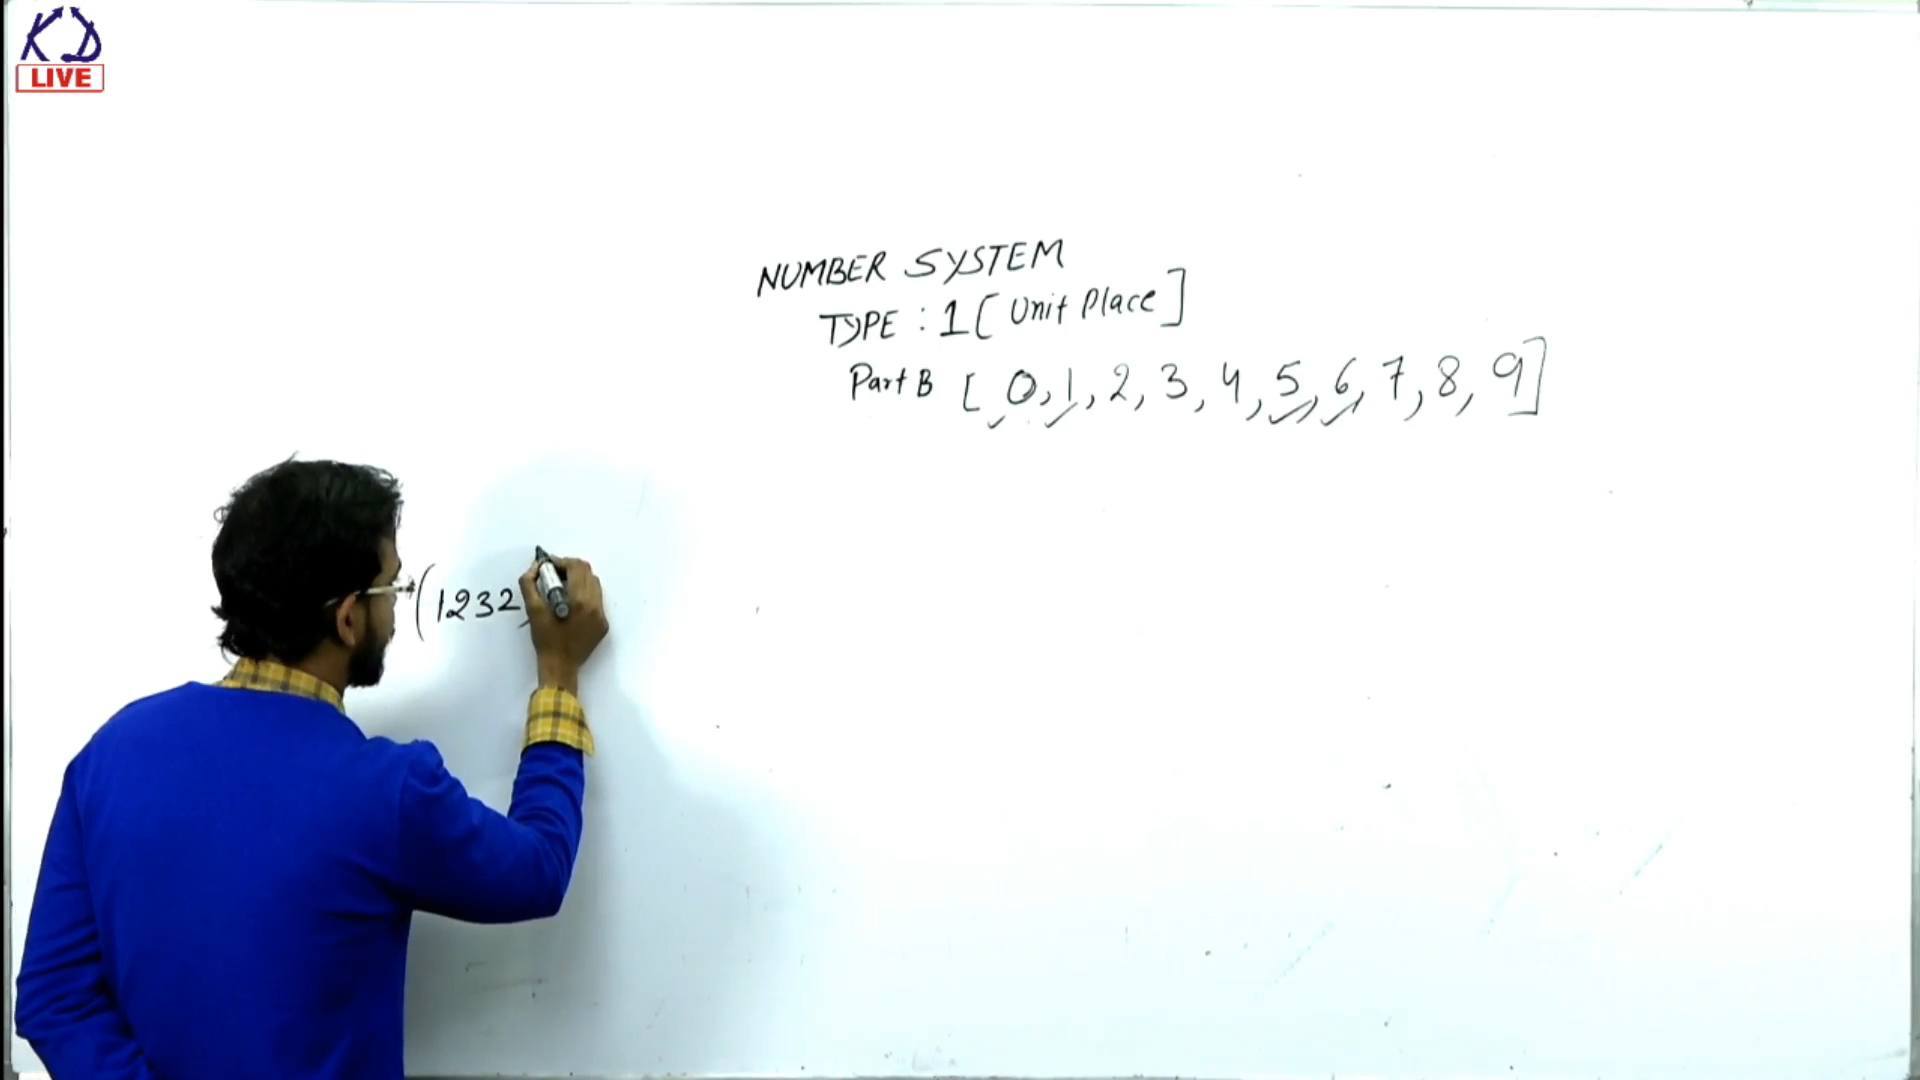 KD
LIVE
NUMBER SYSTEM
TYPE : 1 [ Unit Place ]
Part B [ 0, 1, 2, 3, 4, 5, 6, 7, 8, 9 ]
(1232)